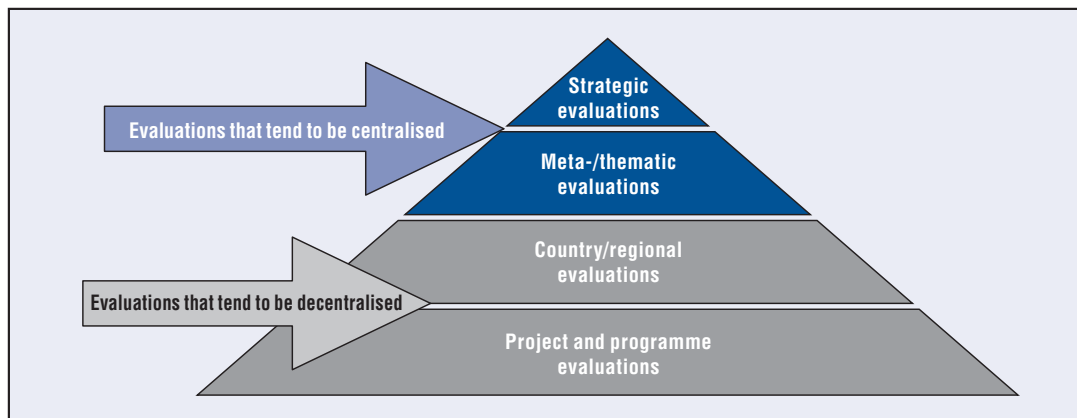 Strategic
evaluations
Evaluations that tend to be centralised
Meta-/thematic
evaluations
Country/regional
evaluations
Evaluations that tend to be decentralised
Project and programme
evaluations